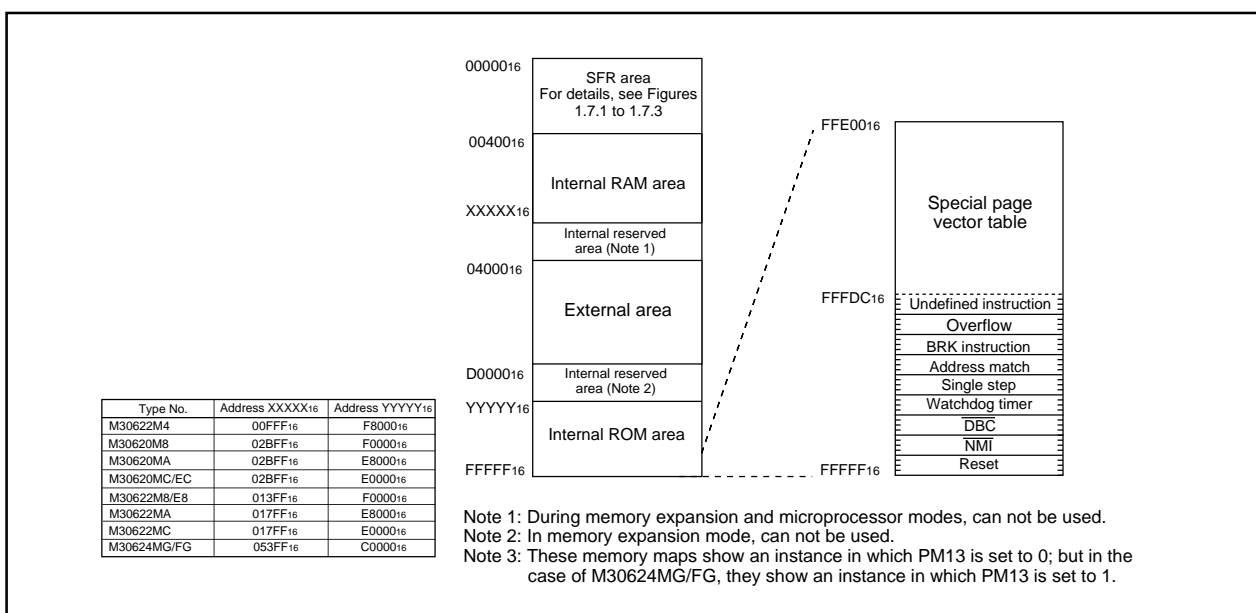 0000016
SFR area
For details, see Figures
1.7.1 to 1.7.3
0040016
Internal RAM area
XXXXX16
Internal reserved
area (Note 1)
0400016
External area
D000016
Internal reserved
area (Note 2)
YYYYY16
Internal ROM area
FFFFF16
FFE0016
Special page
vector table
FFFDC16
Undefined instruction
Overflow
BRK instruction
Address match
Single step
Watchdog timer
DBC
NMI
Reset
FFFFF16
Type No. Address XXXXX16 Address YYYYY16
M30622M4 00FFF16 F800016
M30620M8 02BFF16 F000016
M30620MA 02BFF16 E800016
M30620MC/EC 02BFF16 E000016
M30622M8/E8 013FF16 F000016
M30622MA 017FF16 E800016
M30622MC 017FF16 E000016
M30624MG/FG 053FF16 C000016
Note 1: During memory expansion and microprocessor modes, can not be used.
Note 2: In memory expansion mode, can not be used.
Note 3: These memory maps show an instance in which PM13 is set to 0; but in the
case of M30624MG/FG, they show an instance in which PM13 is set to 1.